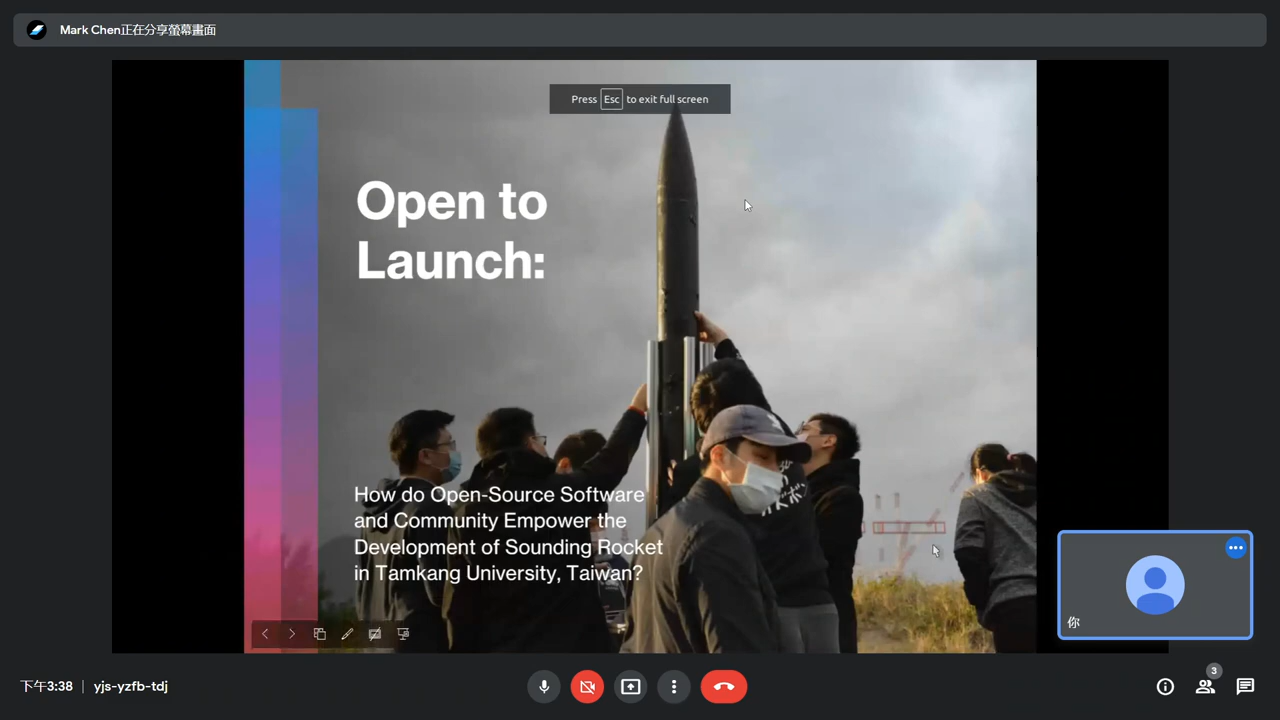 Mark Chen正在分享螢幕畫面
Press Esc to exit full screen
Open to
Launch:
How do Open-Source Software
and Community Empower the
Development of Sounding Rocket
in Tamkang University, Taiwan?
你
下午3:38 | yjs-yzfb-tdj
3